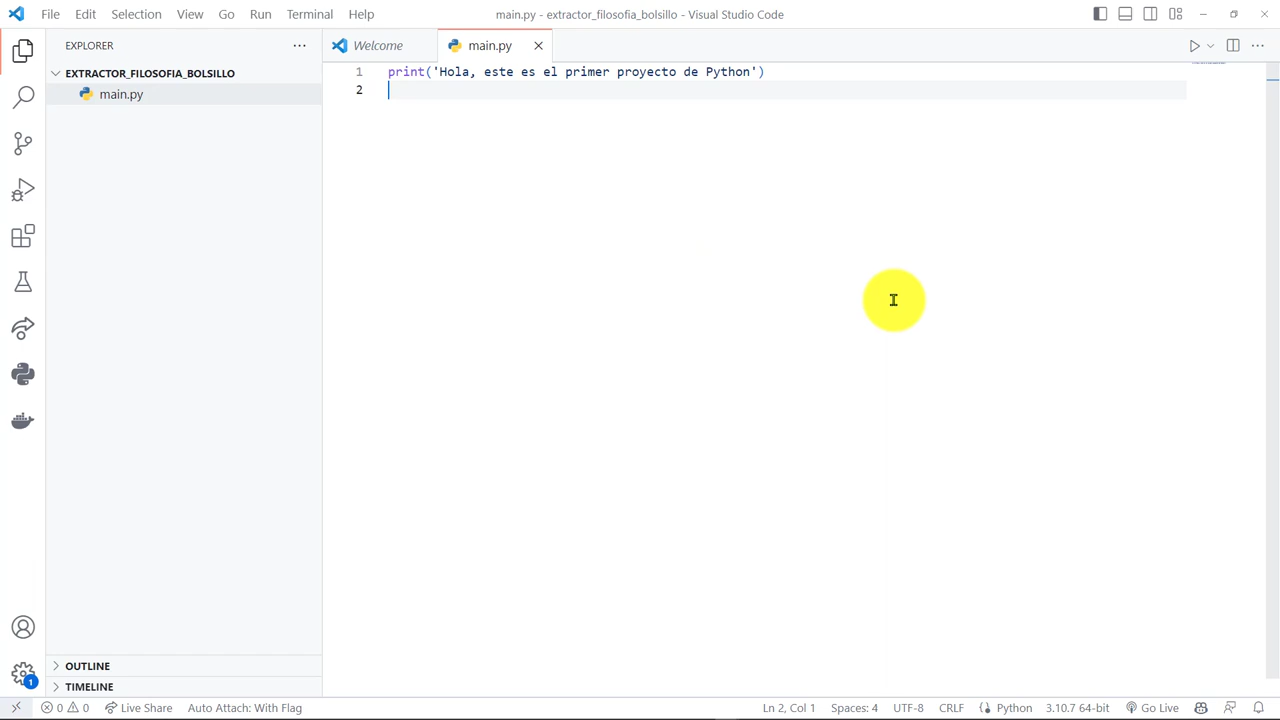 File Edit Selection View Go Run Terminal Help
main.py - extractor_filosofia_bolsillo - Visual Studio Code
EXPLORER
Welcome
main.py
EXTRACTOR_FILOSOFIA_BOLSILLO
main.py
1 print('Hola, este es el primer proyecto de Python')
2
OUTLINE
TIMELINE
1
0 0 Live Share Auto Attach: With Flag Ln 2, Col 1 Spaces: 4 UTF-8 CRLF Python 3.10.7 64-bit Go Live